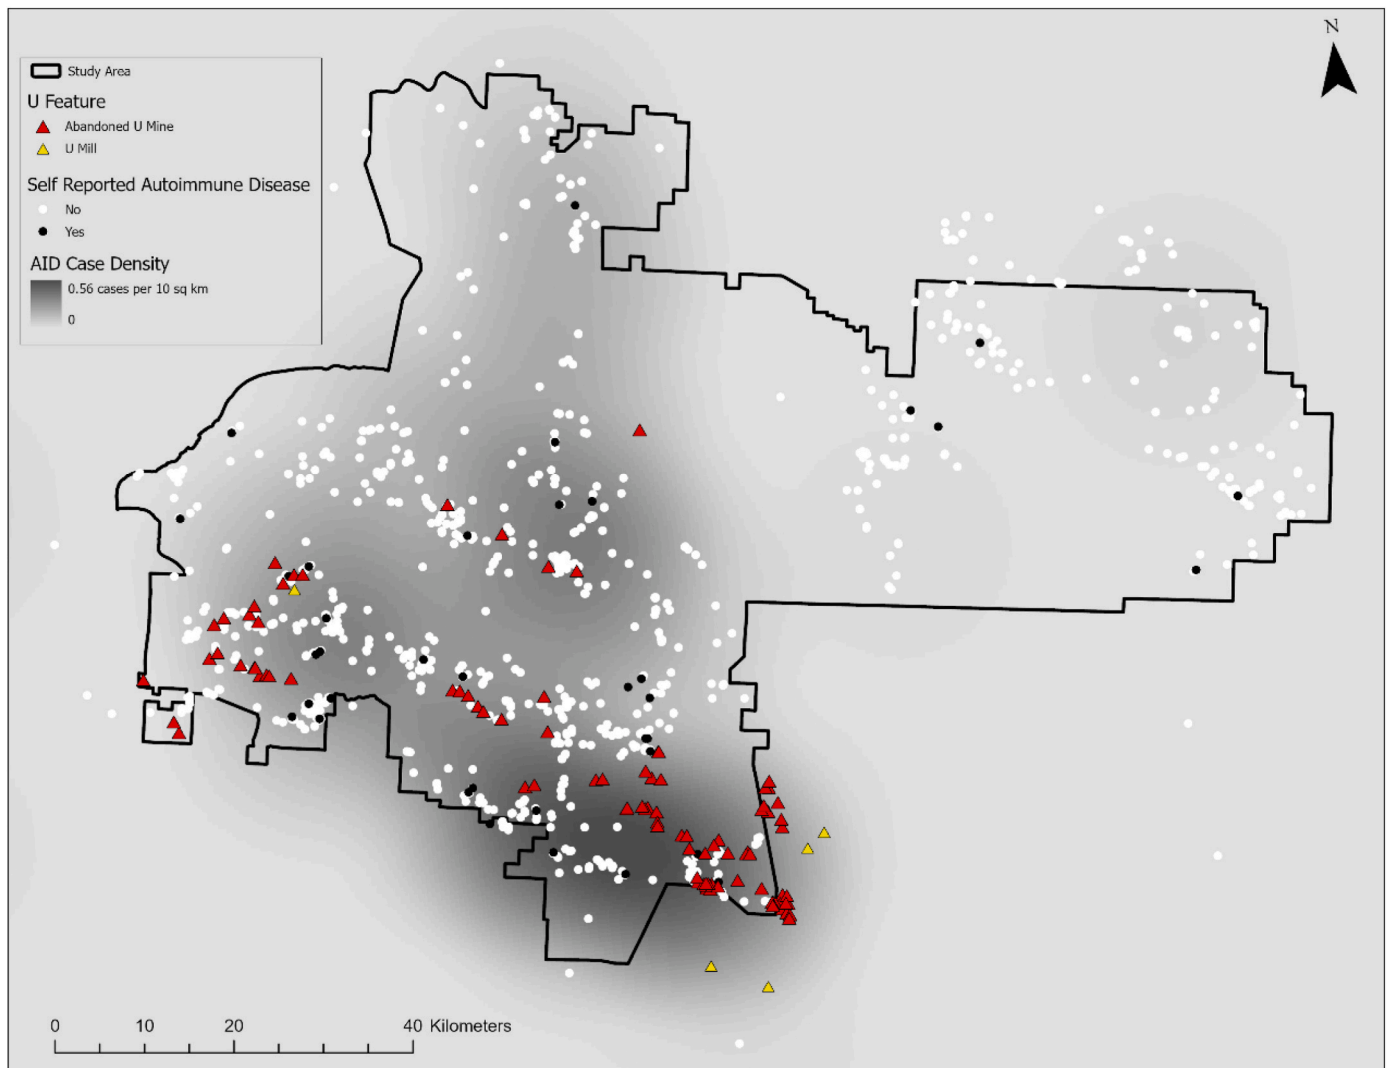 N
Study Area
U Feature
Abandoned U Mine
U Mill
Self Reported Autoimmune Disease
No
Yes
AID Case Density
0.56 cases per 10 sq km
0
0 10 20 40 Kilometers